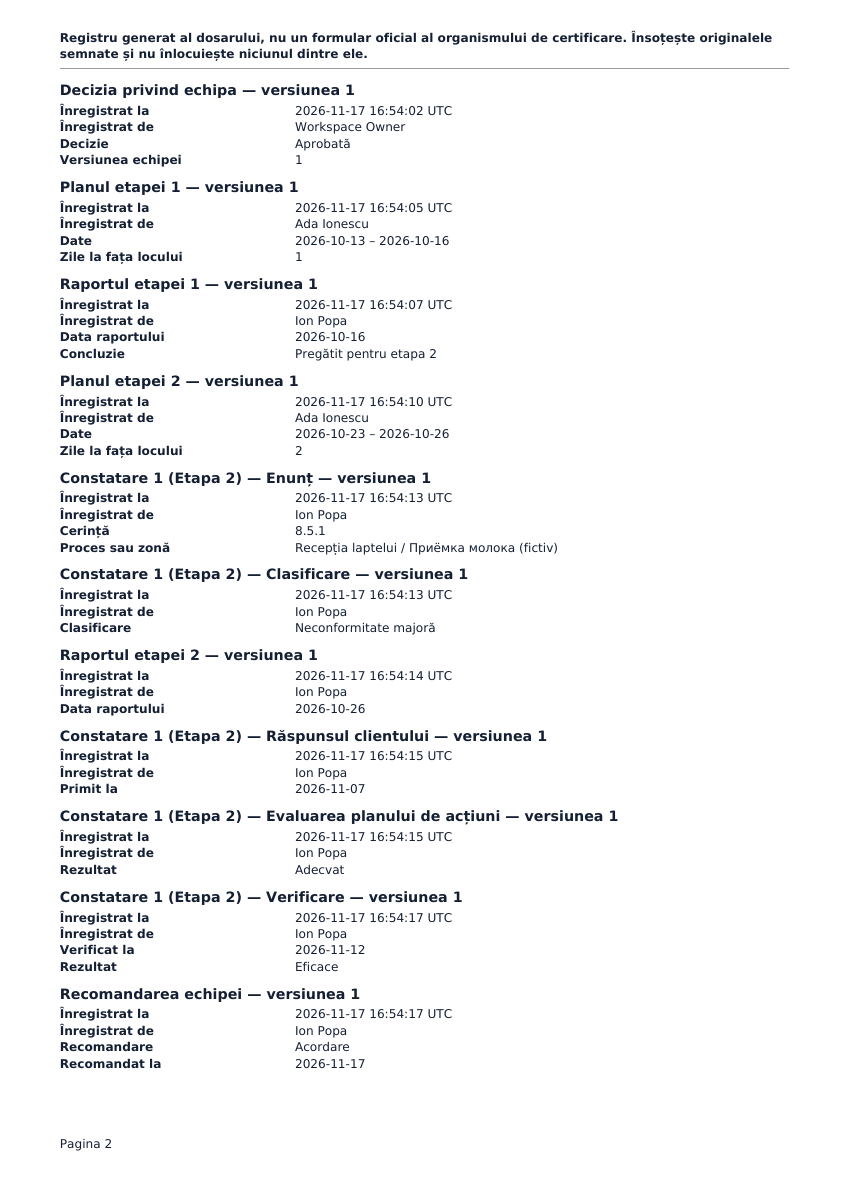 Registru generat al dosarului, nu un formular oficial al organismului de certificare. Însoțește originalele
semnate și nu înlocuiește niciunul dintre ele.
Decizia privind echipa — versiunea 1
Înregistrat la 2026-11-17 16:54:02 UTC
Înregistrat de Workspace Owner
Decizie Aprobată
Versiunea echipei 1
Planul etapei 1 — versiunea 1
Înregistrat la 2026-11-17 16:54:05 UTC
Înregistrat de Ada Ionescu
Date 2026-10-13 – 2026-10-16
Zile la fața locului 1
Raportul etapei 1 — versiunea 1
Înregistrat la 2026-11-17 16:54:07 UTC
Înregistrat de Ion Popa
Data raportului 2026-10-16
Concluzie Pregătit pentru etapa 2
Planul etapei 2 — versiunea 1
Înregistrat la 2026-11-17 16:54:10 UTC
Înregistrat de Ada Ionescu
Date 2026-10-23 – 2026-10-26
Zile la fața locului 2
Constatare 1 (Etapa 2) — Enunț — versiunea 1
Înregistrat la 2026-11-17 16:54:13 UTC
Înregistrat de Ion Popa
Cerință 8.5.1
Proces sau zonă Recepția laptelui / Приёмка молока (fictiv)
Constatare 1 (Etapa 2) — Clasificare — versiunea 1
Înregistrat la 2026-11-17 16:54:13 UTC
Înregistrat de Ion Popa
Clasificare Neconformitate majoră
Raportul etapei 2 — versiunea 1
Înregistrat la 2026-11-17 16:54:14 UTC
Înregistrat de Ion Popa
Data raportului 2026-10-26
Constatare 1 (Etapa 2) — Răspunsul clientului — versiunea 1
Înregistrat la 2026-11-17 16:54:15 UTC
Înregistrat de Ion Popa
Primit la 2026-11-07
Constatare 1 (Etapa 2) — Evaluarea planului de acțiuni — versiunea 1
Înregistrat la 2026-11-17 16:54:15 UTC
Înregistrat de Ion Popa
Rezultat Adecvat
Constatare 1 (Etapa 2) — Verificare — versiunea 1
Înregistrat la 2026-11-17 16:54:17 UTC
Înregistrat de Ion Popa
Verificat la 2026-11-12
Rezultat Eficace
Recomandarea echipei — versiunea 1
Înregistrat la 2026-11-17 16:54:17 UTC
Înregistrat de Ion Popa
Recomandare Acordare
Recomandat la 2026-11-17
Pagina 2